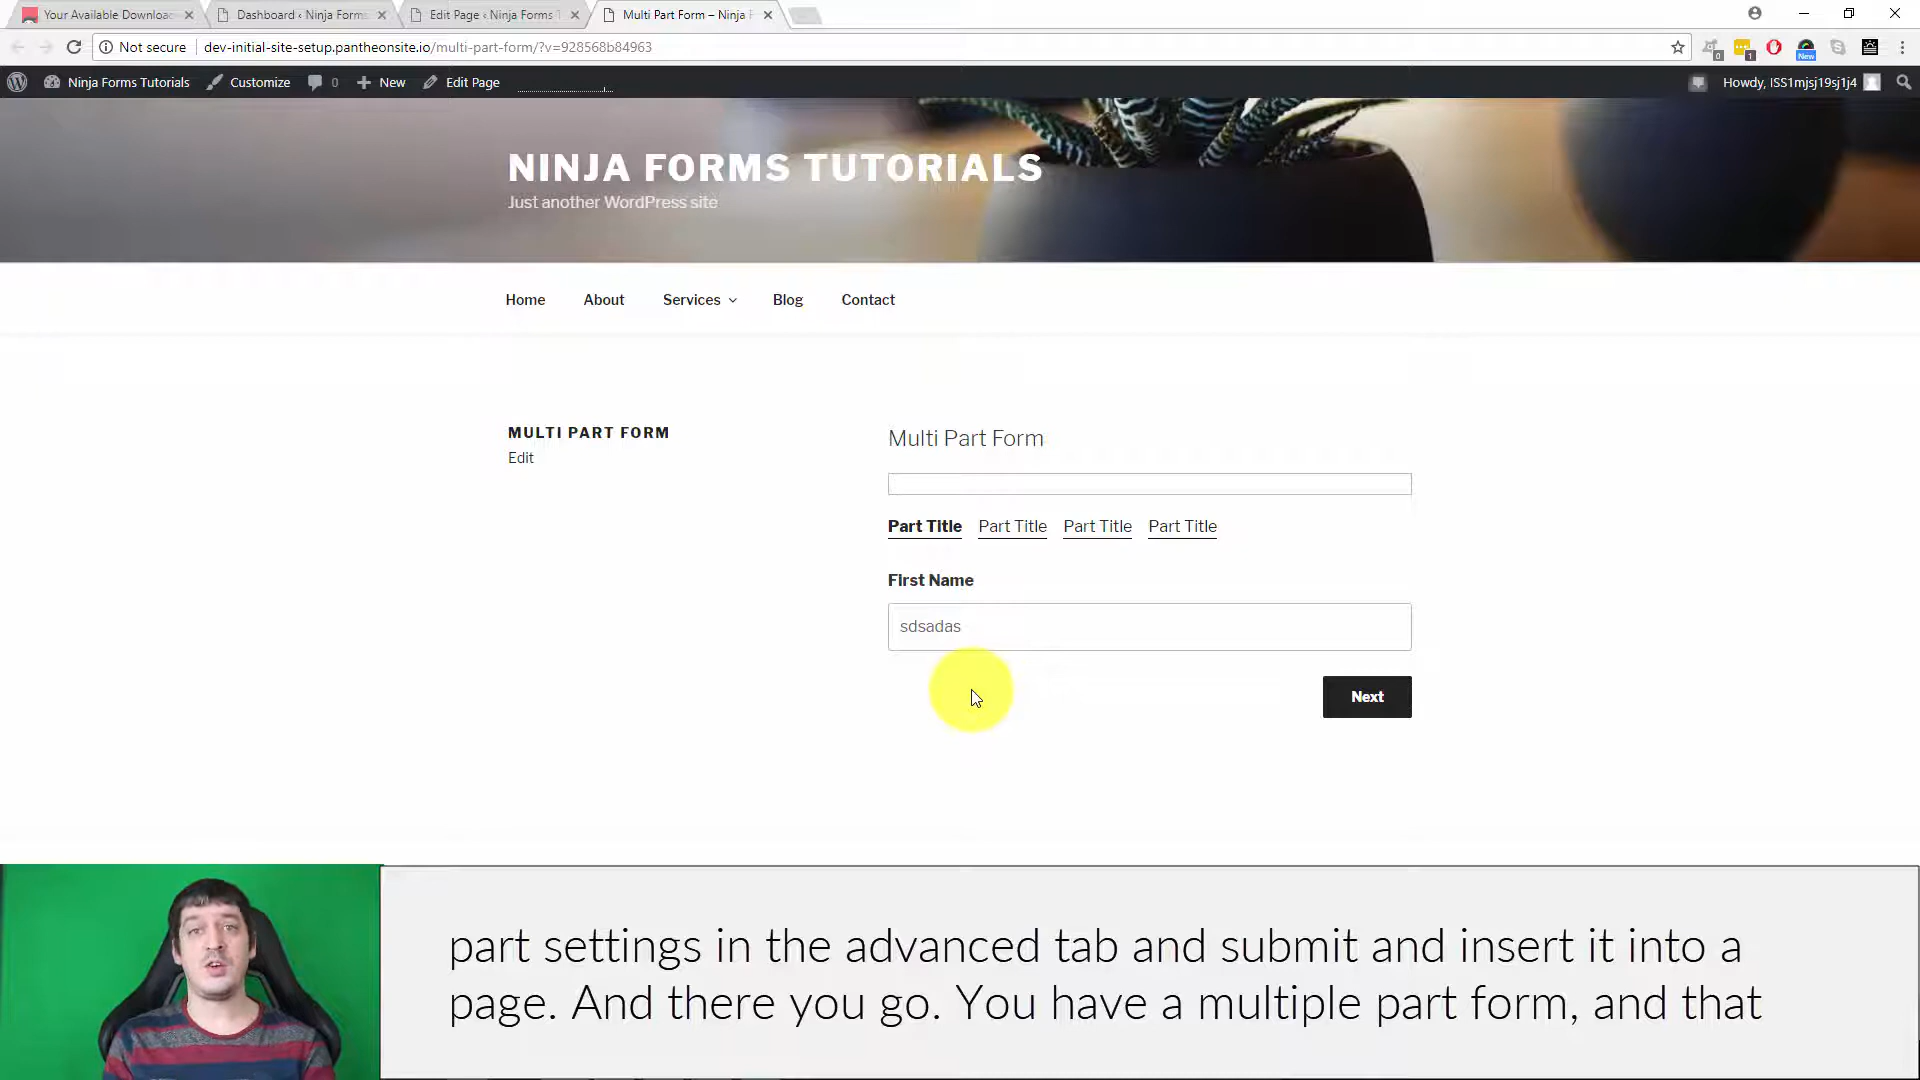 Your Available Downloa
Dashboard ‹ Ninja Forms
Edit Page ‹ Ninja Forms T
Multi Part Form – Ninja F
Not secure
dev-initial-site-setup.pantheonsite.io/multi-part-form/?v=928568b84963
0
1
New
Ninja Forms Tutorials
Customize
0
New
Edit Page
Howdy, ISS1mjsj19sj1j4
NINJA FORMS TUTORIALS
Just another WordPress site
Home
About
Services
Blog
Contact
MULTI PART FORM
Edit
Multi Part Form
Part Title
Part Title
Part Title
Part Title
First Name
sdsadas
Next
part settings in the advanced tab and submit and insert it into a
page. And there you go. You have a multiple part form, and that